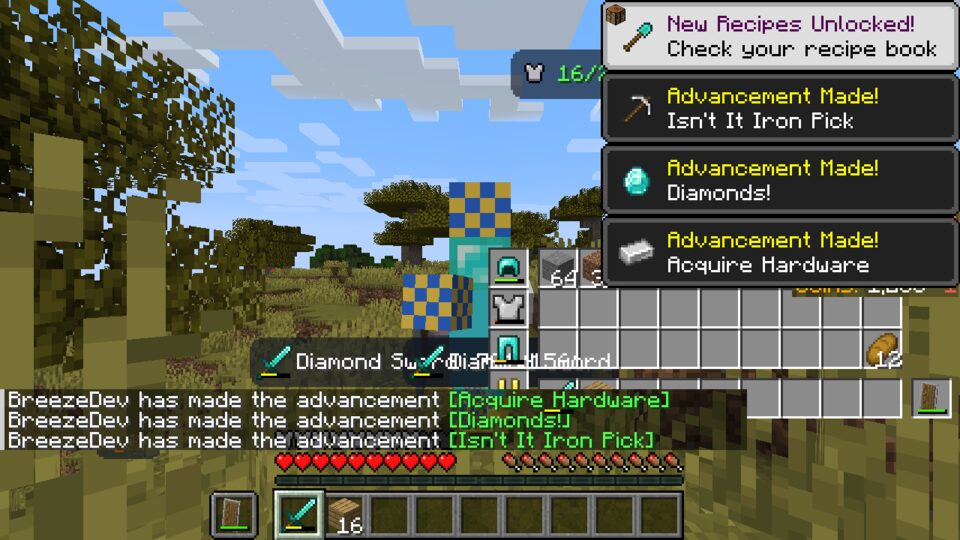 New Recipes Unlocked!
Check your recipe book
16/
Advancement Made!
Isn't It Iron Pick
Advancement Made!
Diamonds!
Advancement Made!
Acquire Hardware
64
12
Diamond
BreezeDev has made the advancement [Acquire Hardware]
BreezeDev has made the advancement [Diamonds!]
BreezeDev has made the advancement [Isn't It Iron Pick]
16